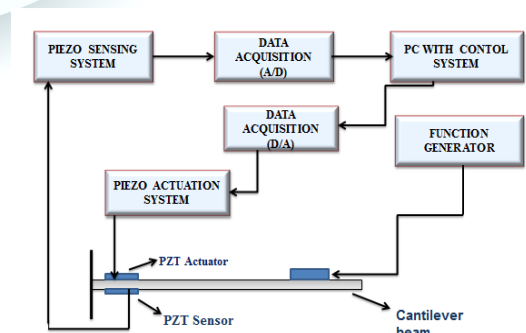 PIEZO SENSING
SYSTEM
DATA
ACQUISITION
(A/D)
PC WITH CONTOL
SYSTEM
DATA
ACQUISITION
(D/A)
FUNCTION
GENERATOR
PIEZO ACTUATION
SYSTEM
PZT Actuator
PZT Sensor
Cantilever
beam